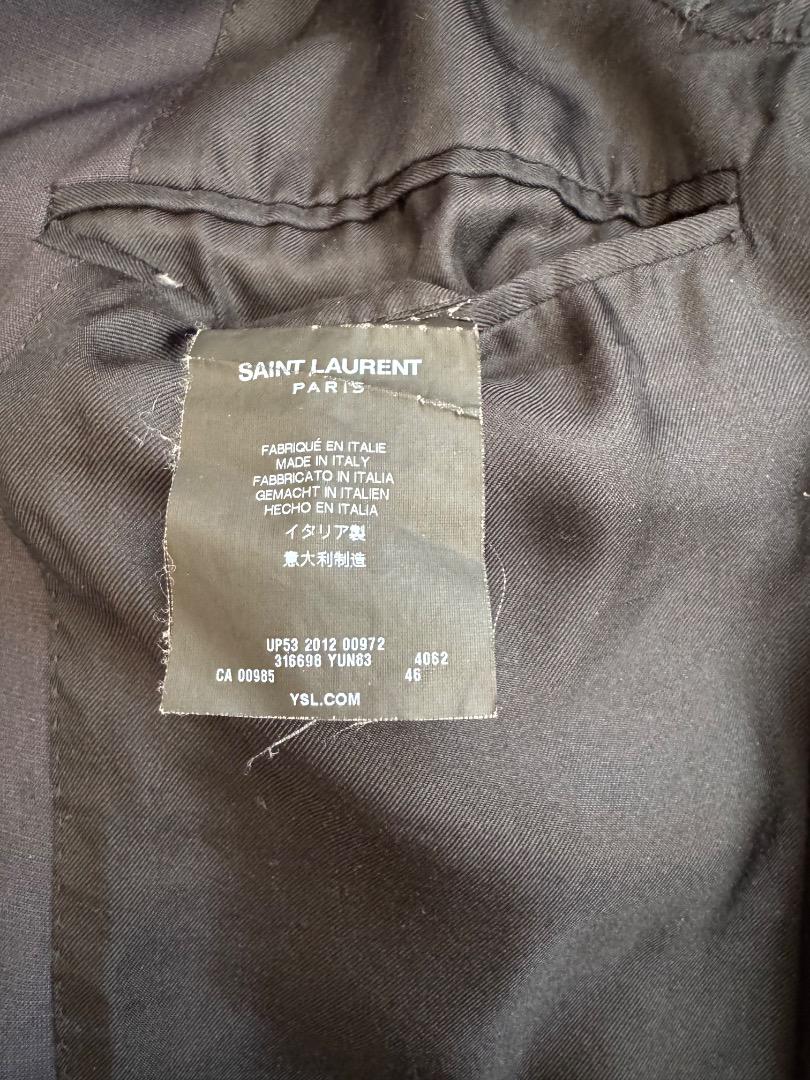 SAINT LAURENT
PARIS
FABRIQUÉ EN ITALIE
MADE IN ITALY
FABBRICATO IN ITALIA
GEMACHT IN ITALIEN
HECHO EN ITALIA
イタリア製
意大利制造
UP53 2012 00972
316698 YUN83 4062
CA 00985 46
YSL.COM